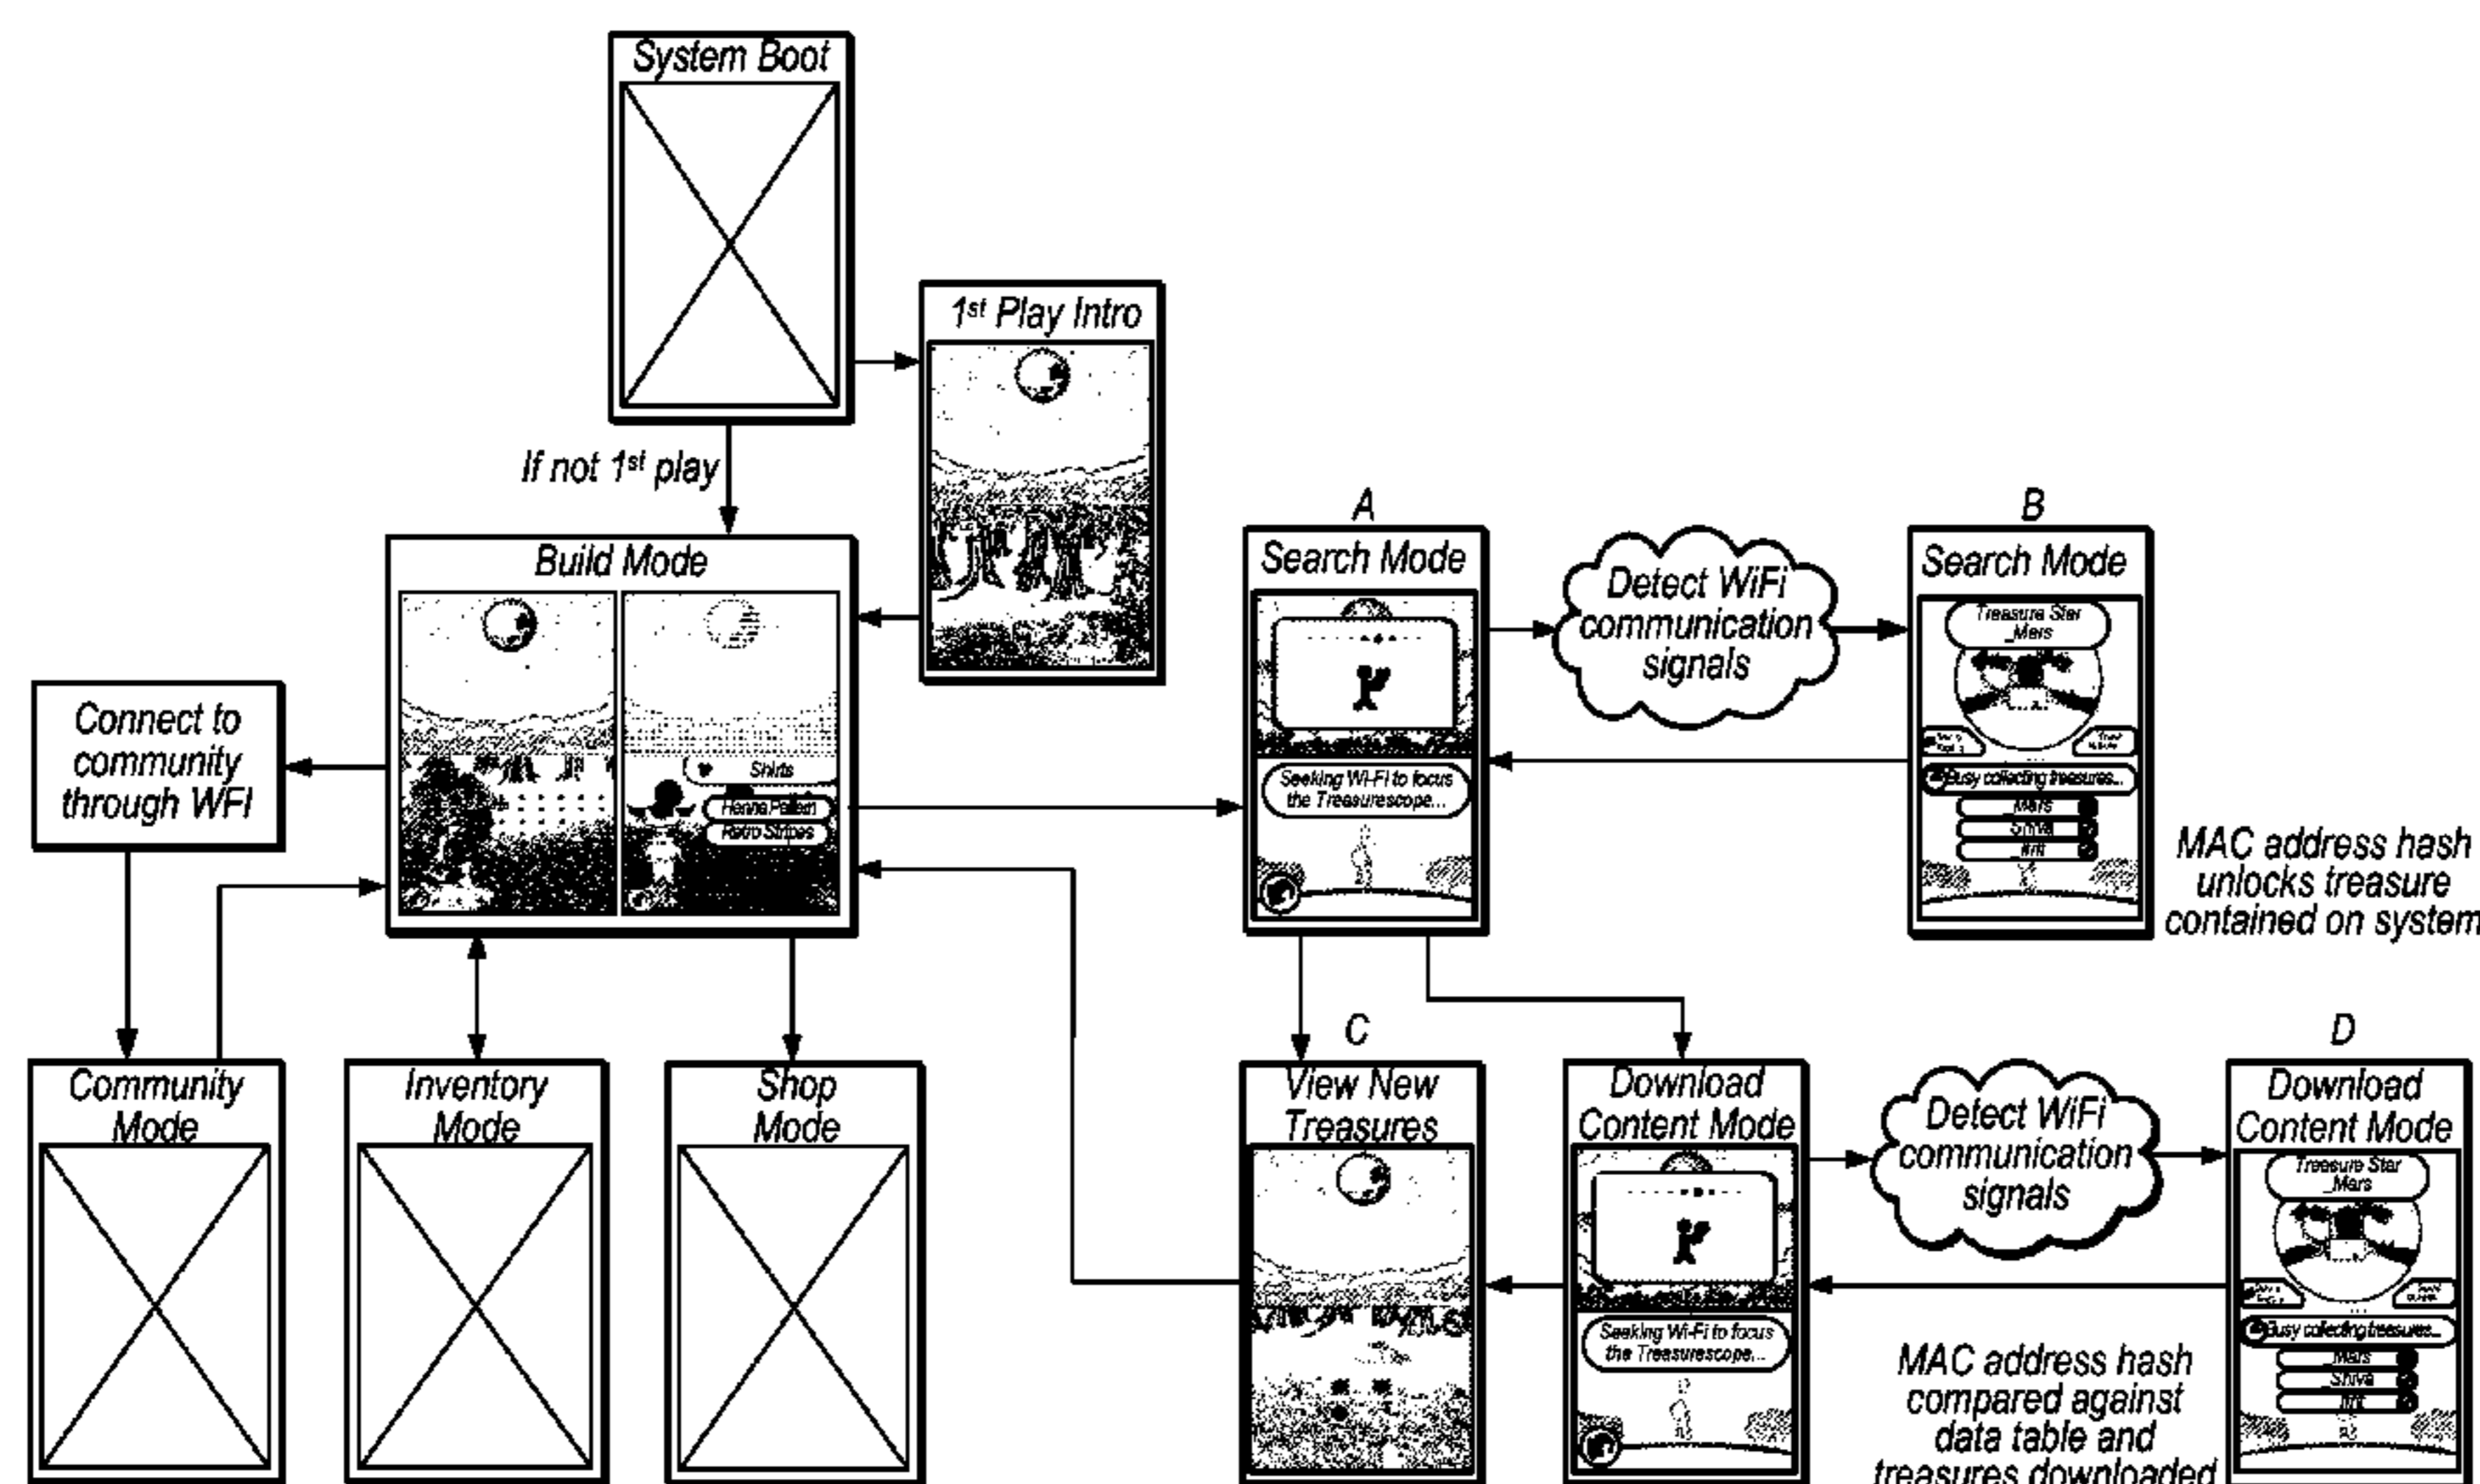 System Boot
1st Play Intro
If not 1st play
Build Mode
Shirts
Henna Pattern
Retro Stripes
Connect to
community
through WFI
A
Search Mode
Seeking Wi-Fi to focus
the Treasurescope...
Detect WiFi
communication
signals
B
Search Mode
Treasure Star
_Mars
Busy collecting treasures...
_Mars
_Shiva
MAC address hash
unlocks treasure
contained on system
Community
Mode
Inventory
Mode
Shop
Mode
C
View New
Treasures
Download
Content Mode
Seeking Wi-Fi to focus
the Treasurescope...
Detect WiFi
communication
signals
D
Download
Content Mode
Treasure Star
_Mars
Busy collecting treasures...
_Mars
_Shiva
MAC address hash
compared against
data table and
treasures downloaded